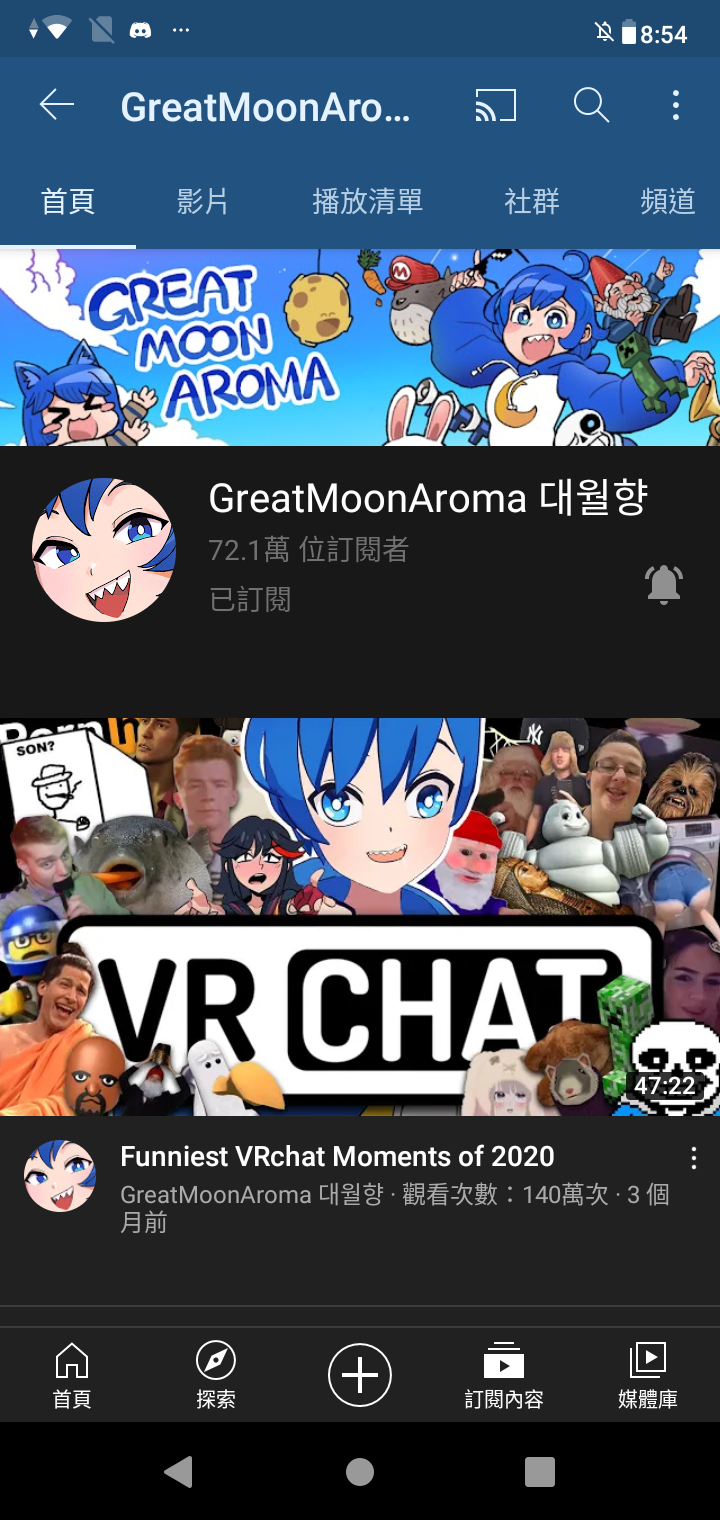 8:54
GreatMoonAro...
首頁 影片 播放清單 社群 頻道
GREAT
MOON
AROMA
GreatMoonAroma 대월향
72.1萬 位訂閱者
已訂閱
SON?
VR CHAT
47:22
Funniest VRchat Moments of 2020
GreatMoonAroma 대월향 · 觀看次數：140萬次 · 3 個
月前
首頁 探索 訂閱內容 媒體庫